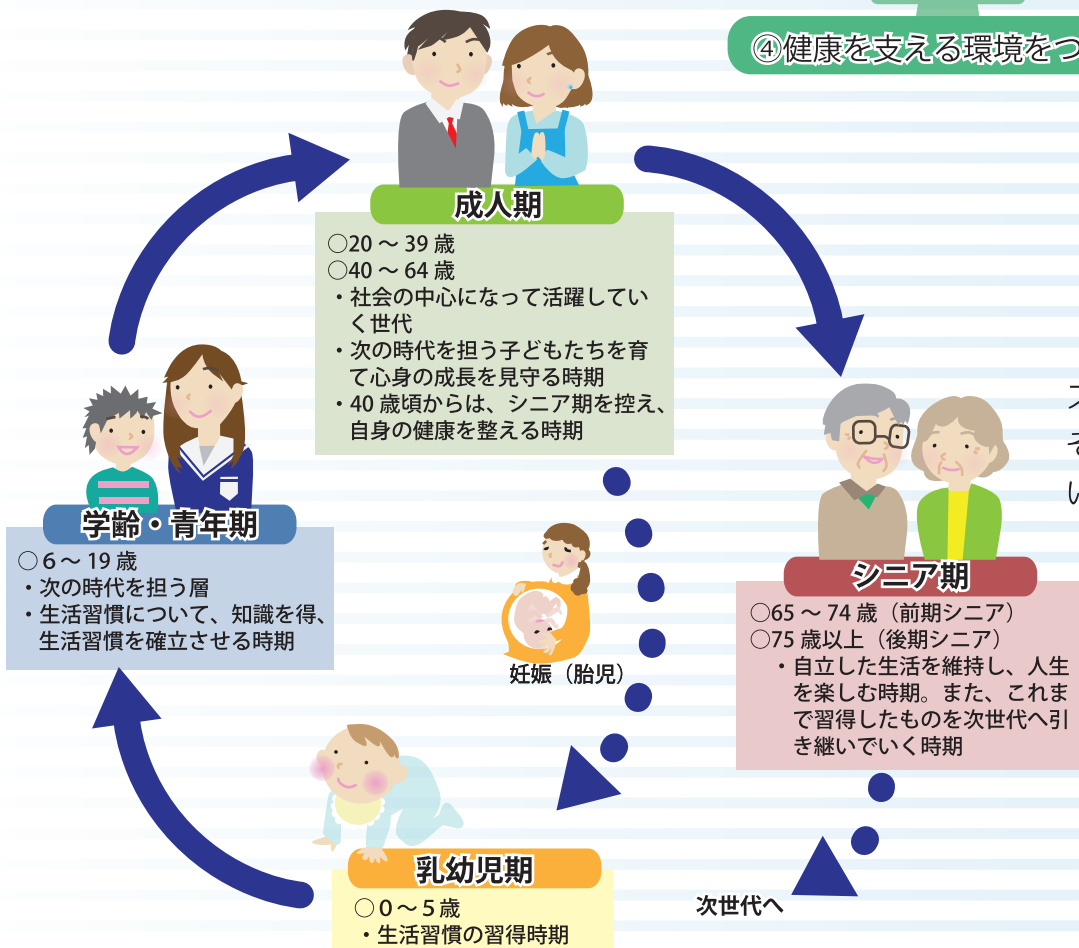 ④健康を支える環境をつ
成人期
○20 ～ 39 歳
○40 ～ 64 歳
・社会の中心になって活躍してい
く世代
・次の時代を担う子どもたちを育
て心身の成長を見守る時期
・40 歳頃からは、シニア期を控え、
自身の健康を整える時期
学齢・青年期
○ 6 ～ 19 歳
・次の時代を担う層
・生活習慣について、知識を得、
生活習慣を確立させる時期
シニア期
○65 ～ 74 歳（前期シニア）
○75 歳以上（後期シニア）
・自立した生活を維持し、人生
を楽しむ時期。また、これま
で習得したものを次世代へ引
き継いでいく時期
妊娠（胎児）
乳幼児期
○ 0 ～ 5 歳
・生活習慣の習得時期
次世代へ